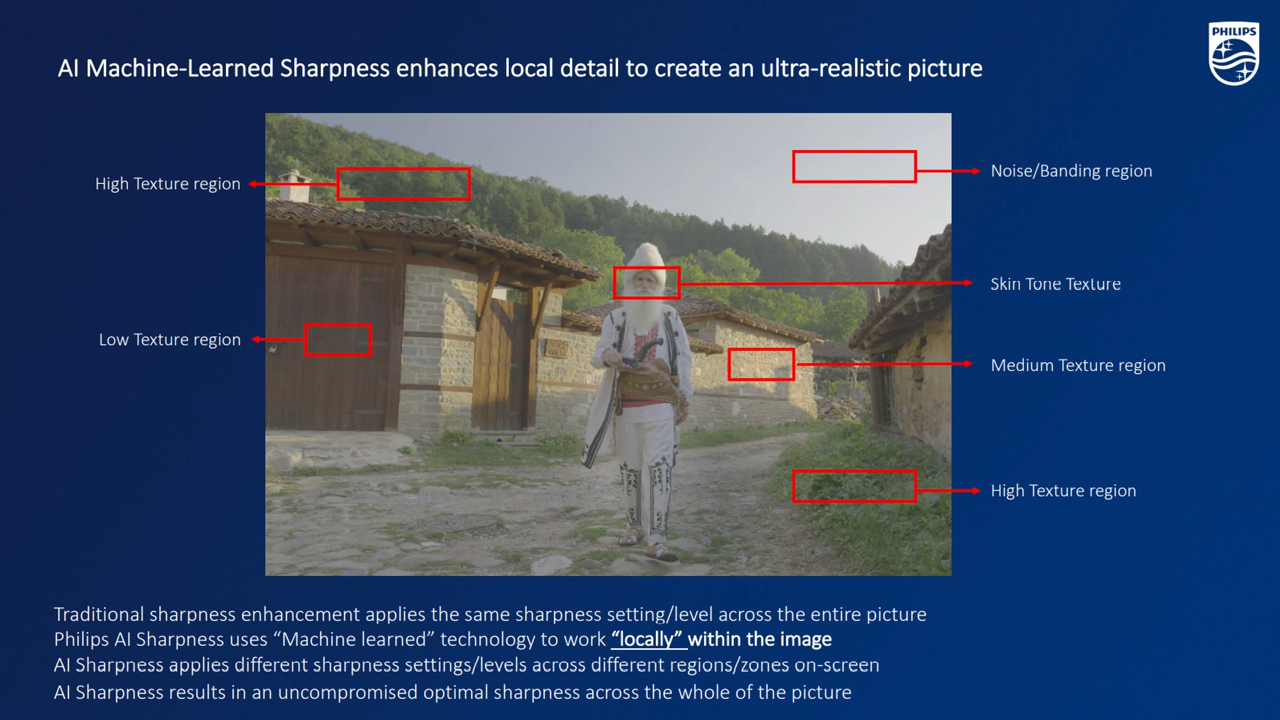 PHILIPS
AI Machine-Learned Sharpness enhances local detail to create an ultra-realistic picture
High Texture region
Noise/Banding region
Skin Tone Texture
Low Texture region
Medium Texture region
High Texture region
Traditional sharpness enhancement applies the same sharpness setting/level across the entire picture
Philips AI Sharpness uses “Machine learned” technology to work “locally” within the image
AI Sharpness applies different sharpness settings/levels across different regions/zones on-screen
AI Sharpness results in an uncompromised optimal sharpness across the whole of the picture